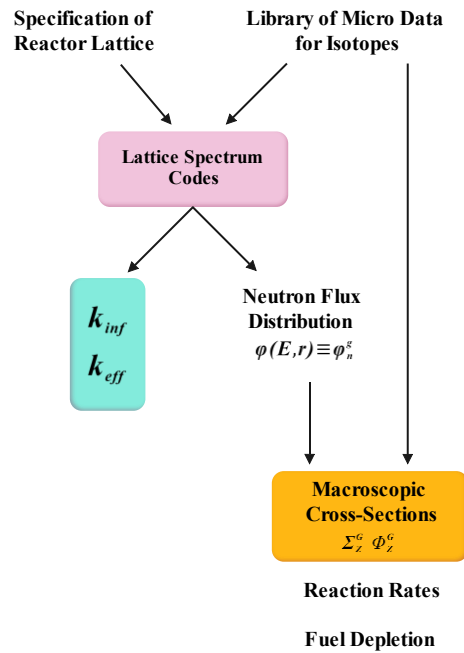 Specification of
Reactor Lattice
Library of Micro Data
for Isotopes
Lattice Spectrum
Codes
k_inf
k_eff
Neutron Flux
Distribution
φ(E,r)≡φ_n^g
Macroscopic
Cross-Sections
Σ_Z^G Φ_Z^G
Reaction Rates
Fuel Depletion